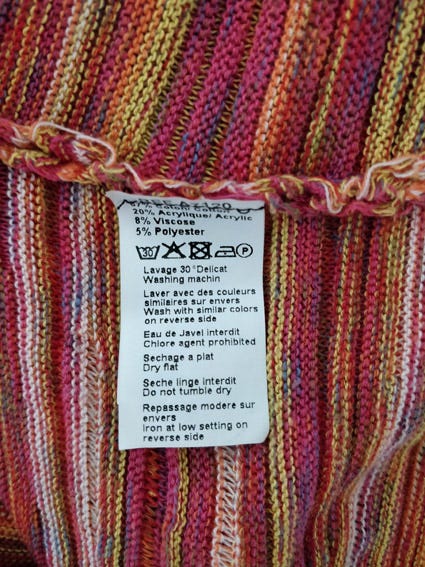 Coton/ Cotton
20% Acrylique/ Acrylic
8% Viscose
5% Polyester
30 P
Lavage 30°Delicat
Washing machin
Laver avec des couleurs
similaires sur envers
Wash with similar colors
on reverse side
Eau de Javel interdit
Chlore agent prohibited
Sechage a plat
Dry flat
Seche linge interdit
Do not tumble dry
Repassage modere sur
envers
Iron at low setting on
reverse side